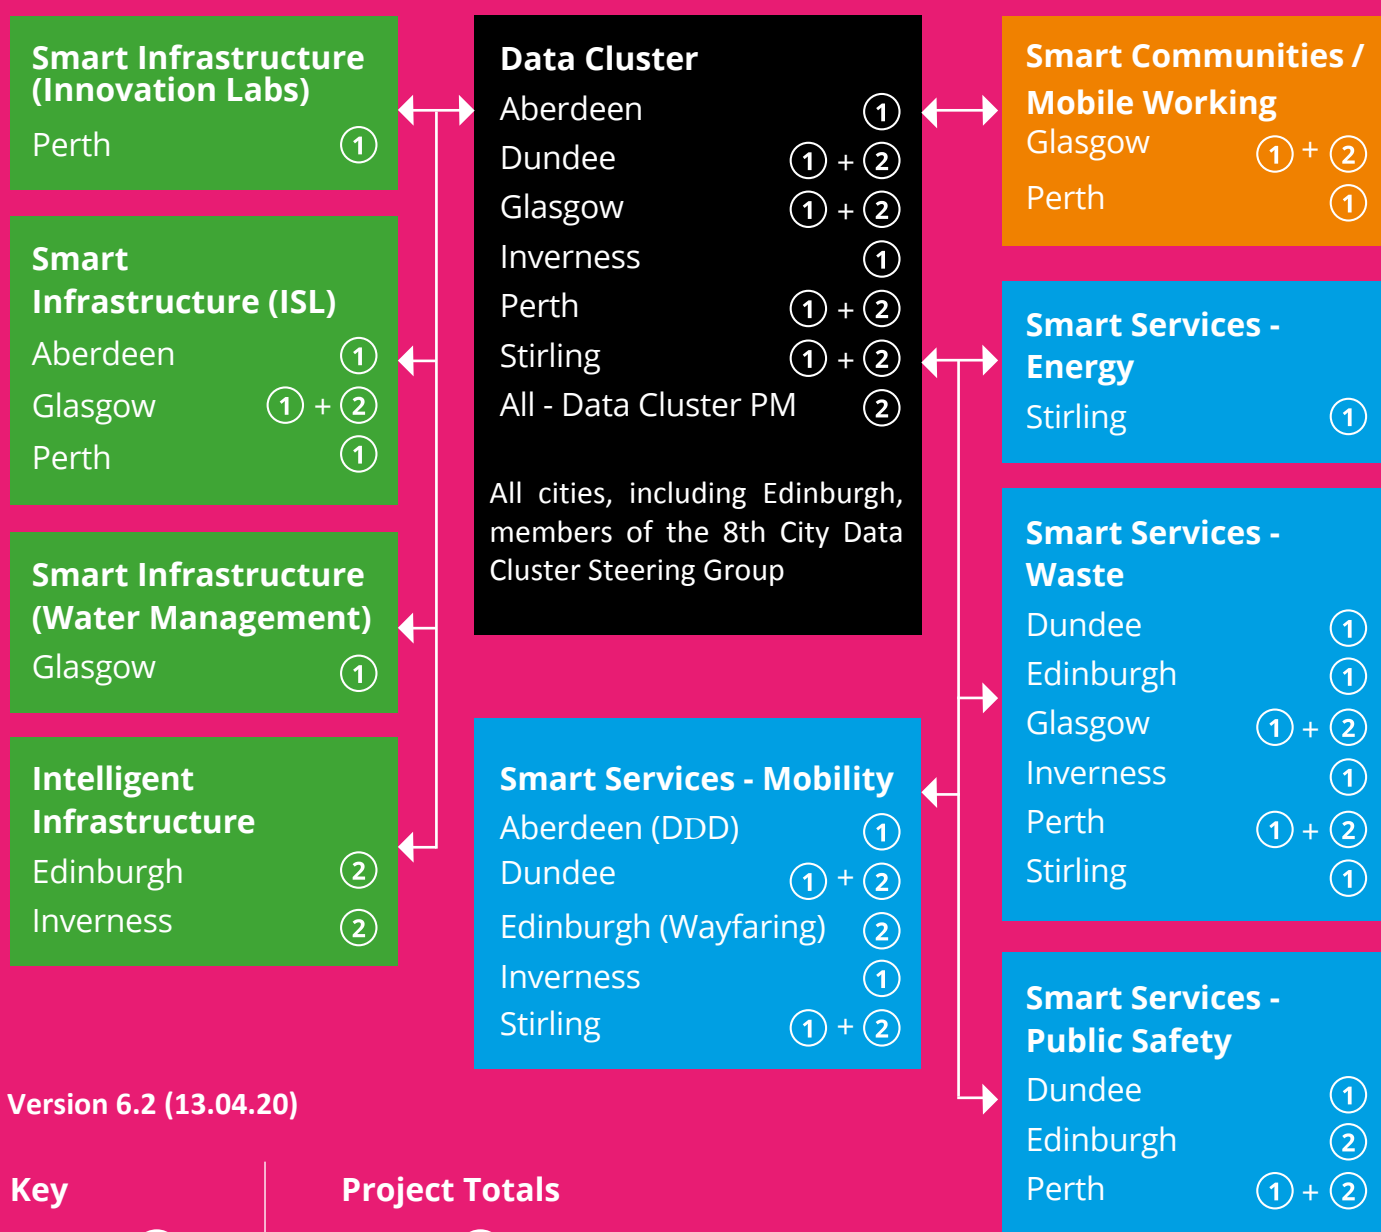 Smart Infrastructure
(Innovation Labs)
Perth 1
Smart
Infrastructure (ISL)
Aberdeen 1
Glasgow 1 + 2
Perth 1
Smart Infrastructure
(Water Management)
Glasgow 1
Intelligent
Infrastructure
Edinburgh 2
Inverness 2
Data Cluster
Aberdeen 1
Dundee 1 + 2
Glasgow 1 + 2
Inverness 1
Perth 1 + 2
Stirling 1 + 2
All - Data Cluster PM 2
All cities, including Edinburgh,
members of the 8th City Data
Cluster Steering Group
Smart Services - Mobility
Aberdeen (DDD) 1
Dundee 1 + 2
Edinburgh (Wayfaring) 2
Inverness 1
Stirling 1 + 2
Smart Communities /
Mobile Working
Glasgow 1 + 2
Perth 1
Smart Services -
Energy
Stirling 1
Smart Services -
Waste
Dundee 1
Edinburgh 1
Glasgow 1 + 2
Inverness 1
Perth 1 + 2
Stirling 1
Smart Services -
Public Safety
Dundee 1
Edinburgh 2
Perth 1 + 2
Version 6.2 (13.04.20)
Key
Project Totals